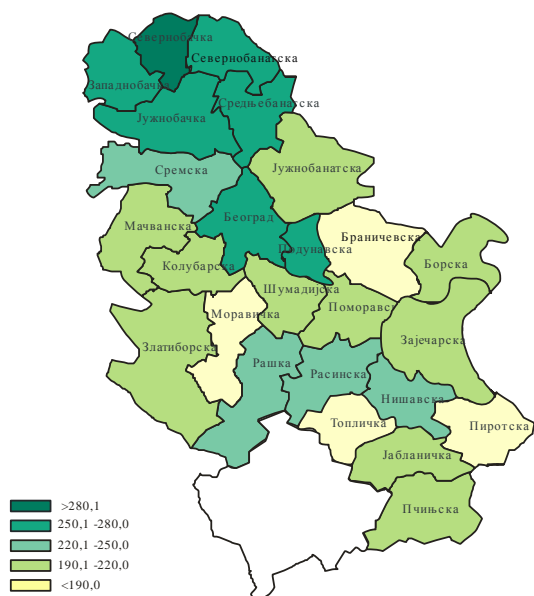 Севернобачка
Севернобанатска
Западнобачка
Средњебанатска
Јужнобачка
Сремска
Јужнобанатска
Мачванска
Београд
Браничевска
Подунавска
Колубарска
Борска
Шумадијска
Поморавс
Моравичка
Златиборска
Зајечарска
Рашка
Расинска
Нишавска
Топличка
Пиротска
Јабланичка
Пчињска
>280,1
250,1 -280,0
220,1 -250,0
190,1 -220,0
<190,0